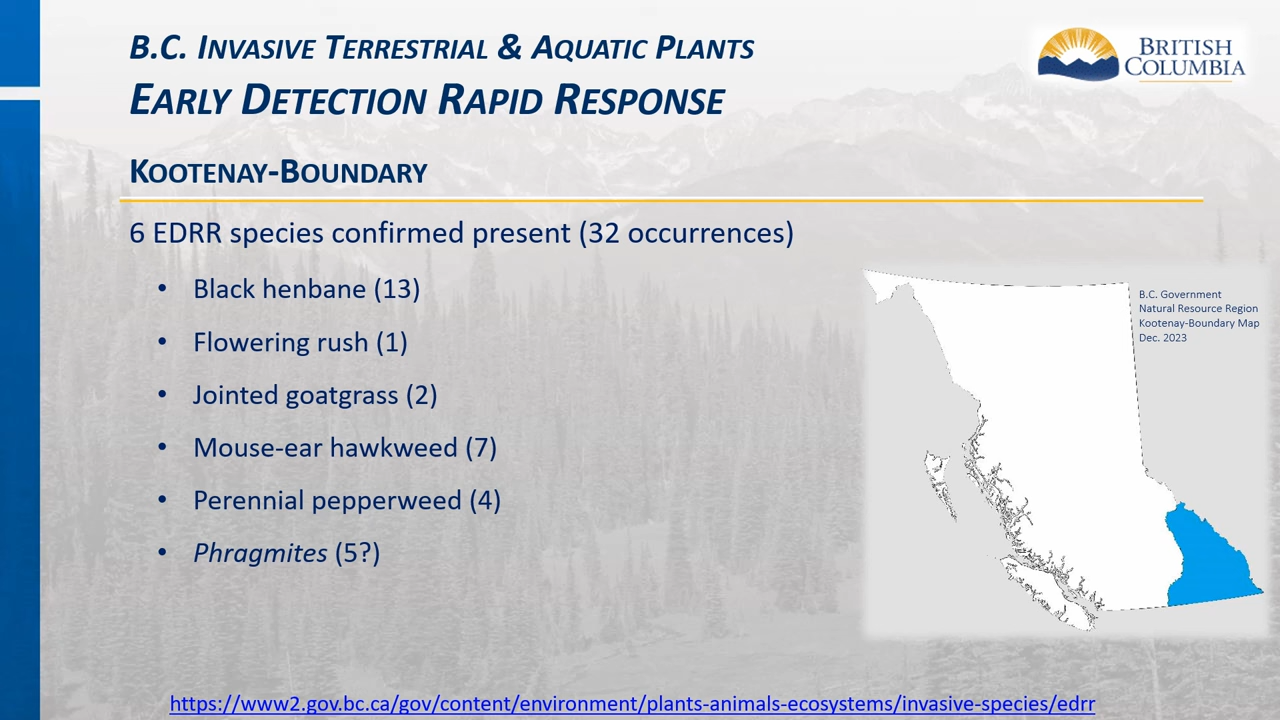 B.C. INVASIVE TERRESTRIAL & AQUATIC PLANTS
EARLY DETECTION RAPID RESPONSE
BRITISH
COLUMBIA
KOOTENAY-BOUNDARY
6 EDRR species confirmed present (32 occurrences)
• Black henbane (13)
• Flowering rush (1)
• Jointed goatgrass (2)
• Mouse-ear hawkweed (7)
• Perennial pepperweed (4)
• Phragmites (5?)
B.C. Government
Natural Resource Region
Kootenay-Boundary Map
Dec. 2023
https://www2.gov.bc.ca/gov/content/environment/plants-animals-ecosystems/invasive-species/edrr